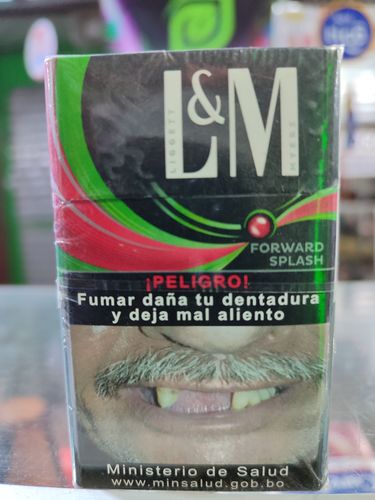 L&M
LIGGETT
MYERS
FORWARD
SPLASH
¡PELIGRO!
Fumar daña tu dentadura
y deja mal aliento
Ministerio de Salud
www.minsalud.gob.bo